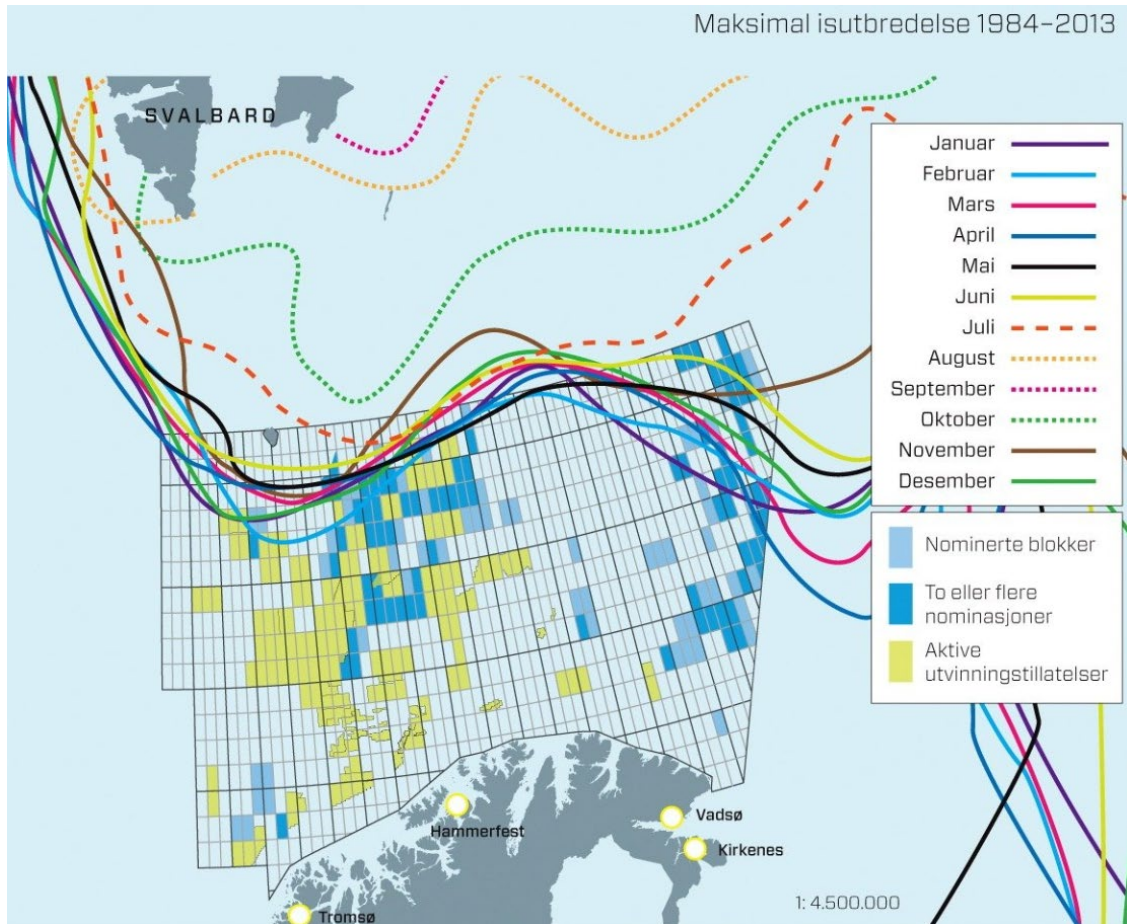 Maksimal isutbredelse 1984–2013
SVALBARD
Januar
Februar
Mars
April
Mai
Juni
Juli
August
September
Oktober
November
Desember
Nominerte blokker
To eller flere
nominasjoner
Aktive
utvinningstillatelser
Vadsø
Hammerfest
Kirkenes
1: 4.500.000
Tromsø